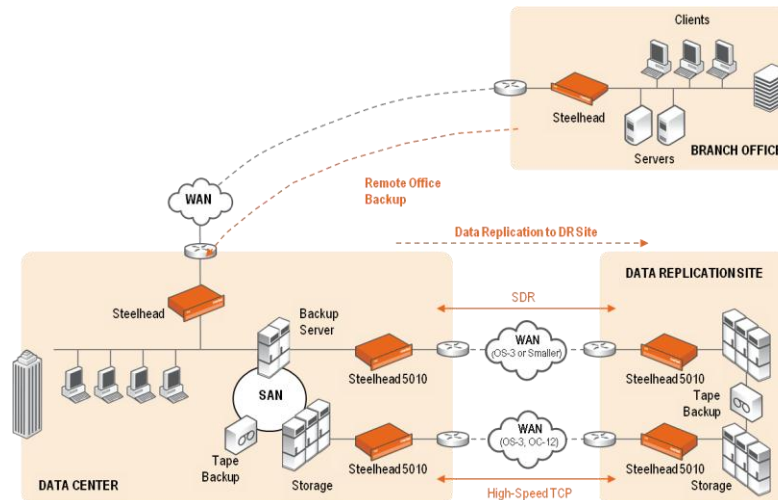 Clients
Steelhead
Servers
BRANCH OFFICE
WAN
Remote Office
Backup
Data Replication to DR Site
DATA REPLICATION SITE
SDR
Steelhead
Backup
Server
WAN
(OS-3 or Smaller)
Steelhead 5010
Steelhead 5010
SAN
Tape
Backup
WAN
(OS-3, OC-12)
Tape
Backup
Storage
Steelhead 5010
Steelhead 5010
Storage
DATA CENTER
High-Speed TCP